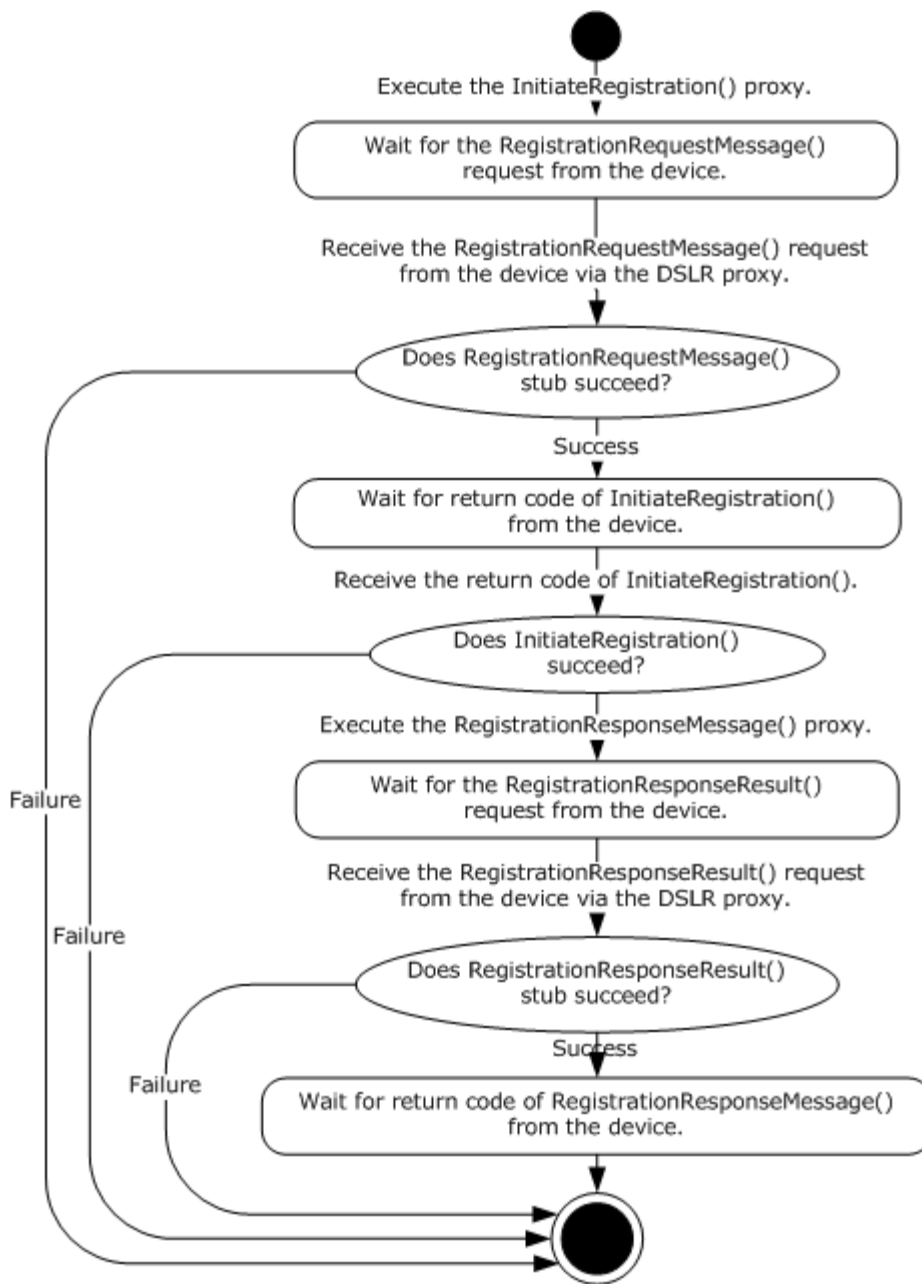 Execute the InitiateRegistration() proxy.
Wait for the RegistrationRequestMessage()
request from the device.
Receive the RegistrationRequestMessage() request
from the device via the DSLR proxy.
Does RegistrationRequestMessage()
stub succeed?
Success
Wait for return code of InitiateRegistration()
from the device.
Receive the return code of InitiateRegistration().
Does InitiateRegistration()
succeed?
Execute the RegistrationResponseMessage() proxy.
Wait for the RegistrationResponseResult()
request from the device.
Failure
Receive the RegistrationResponseResult() request
from the device via the DSLR proxy.
Failure
Does RegistrationResponseResult()
stub succeed?
Success
Failure
Wait for return code of RegistrationResponseMessage()
from the device.